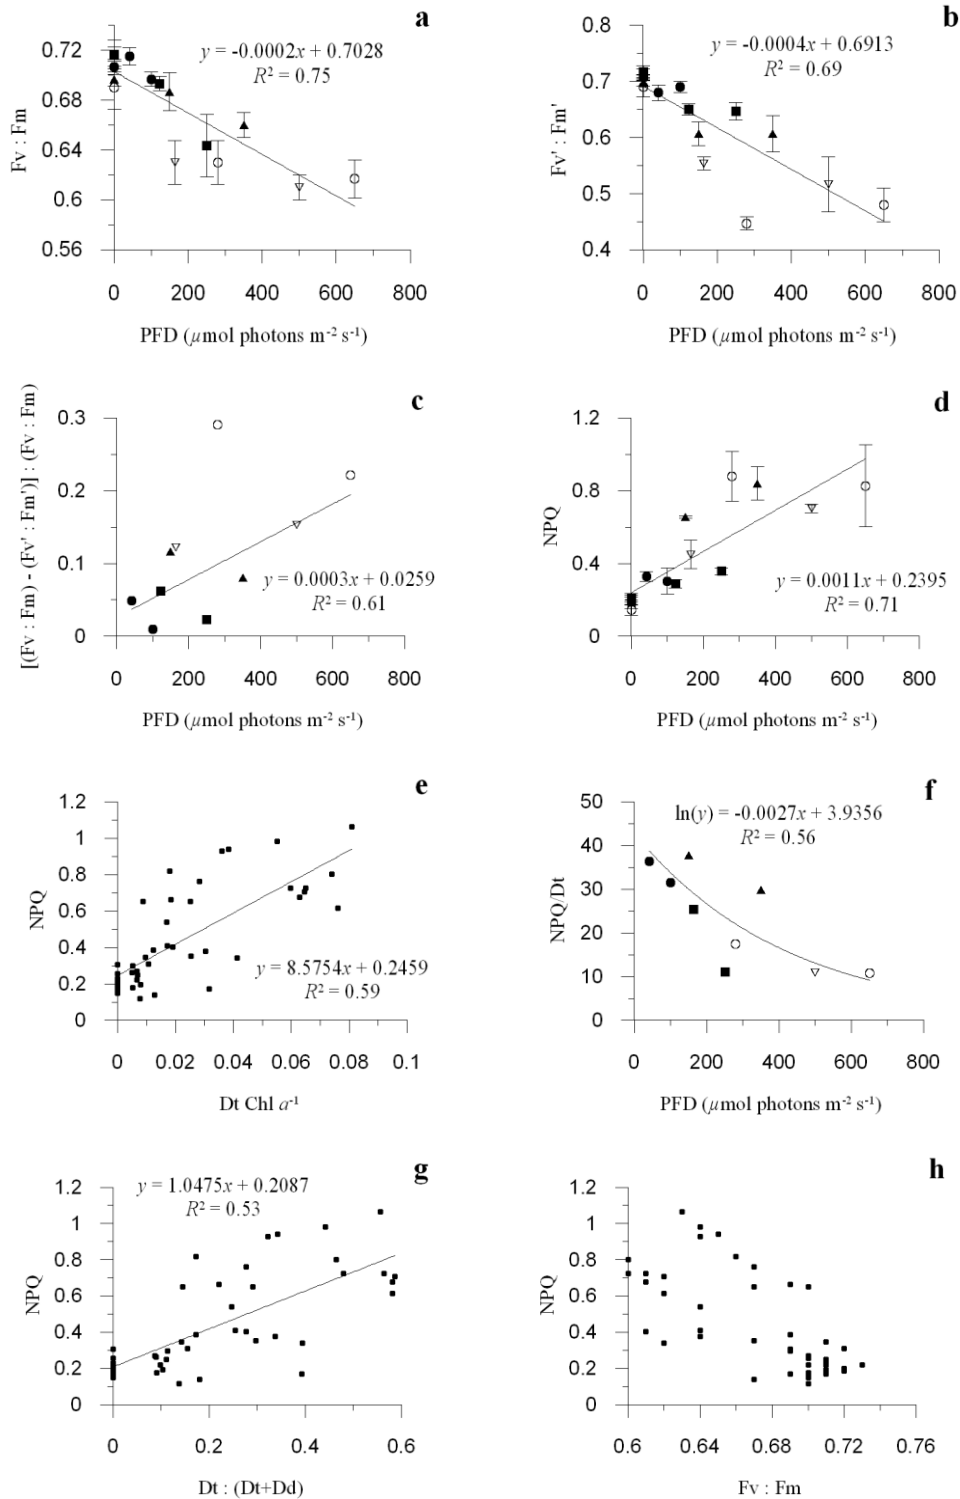 a
y = -0.0002x + 0.7028
R² = 0.75
0.72
0.68
0.64
0.60
0.56
Fv : Fm
0 200 400 600 800
PFD (µmol photons m⁻² s⁻¹)
b
y = -0.0004x + 0.6913
R² = 0.69
0.8
0.7
0.6
0.5
0.4
Fv' : Fm'
0 200 400 600 800
PFD (µmol photons m⁻² s⁻¹)
c
0.3
0.2
0.1
0
[(Fv : Fm) - (Fv' : Fm')] : (Fv : Fm)
y = 0.0003x + 0.0259
R² = 0.61
0 200 400 600 800
PFD (µmol photons m⁻² s⁻¹)
d
1.2
0.8
0.4
0
NPQ
y = 0.0011x + 0.2395
R² = 0.71
0 200 400 600 800
PFD (µmol photons m⁻² s⁻¹)
e
1.2
1
0.8
0.6
0.4
0.2
0
NPQ
y = 8.5754x + 0.2459
R² = 0.59
0 0.02 0.04 0.06 0.08 0.1
Dt Chl a⁻¹
f
ln(y) = -0.0027x + 3.9356
R² = 0.56
50
40
30
20
10
0
NPQ/Dt
0 200 400 600 800
PFD (µmol photons m⁻² s⁻¹)
g
y = 1.0475x + 0.2087
R² = 0.53
1.2
1
0.8
0.6
0.4
0.2
0
NPQ
0 0.2 0.4 0.6
Dt : (Dt+Dd)
h
1.2
1
0.8
0.6
0.4
0.2
0
NPQ
0.6 0.64 0.68 0.72 0.76
Fv : Fm